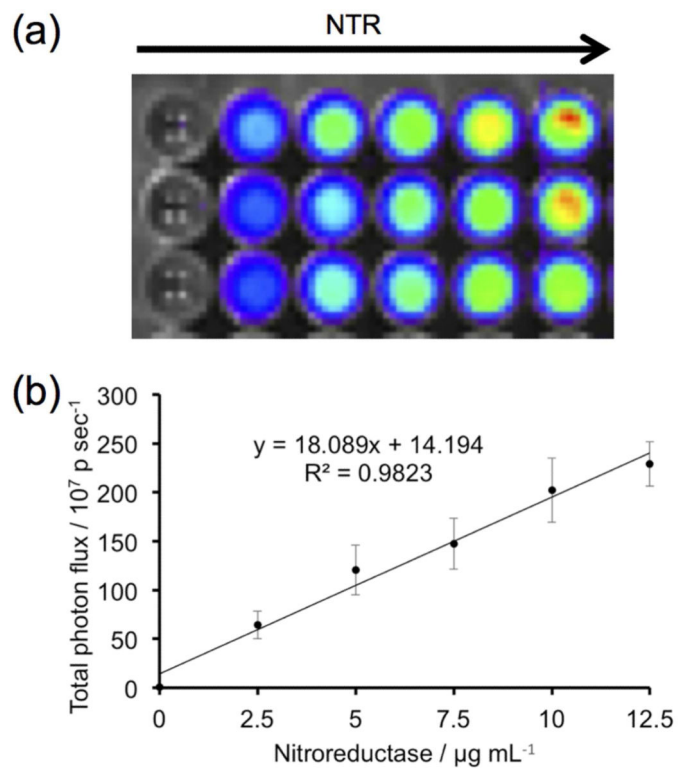 (a)
NTR
(b)
300
250
200
150
100
50
0
Total photon flux / 10⁷ p sec⁻¹
y = 18.089x + 14.194
R² = 0.9823
0 2.5 5 7.5 10 12.5
Nitroreductase / µg mL⁻¹